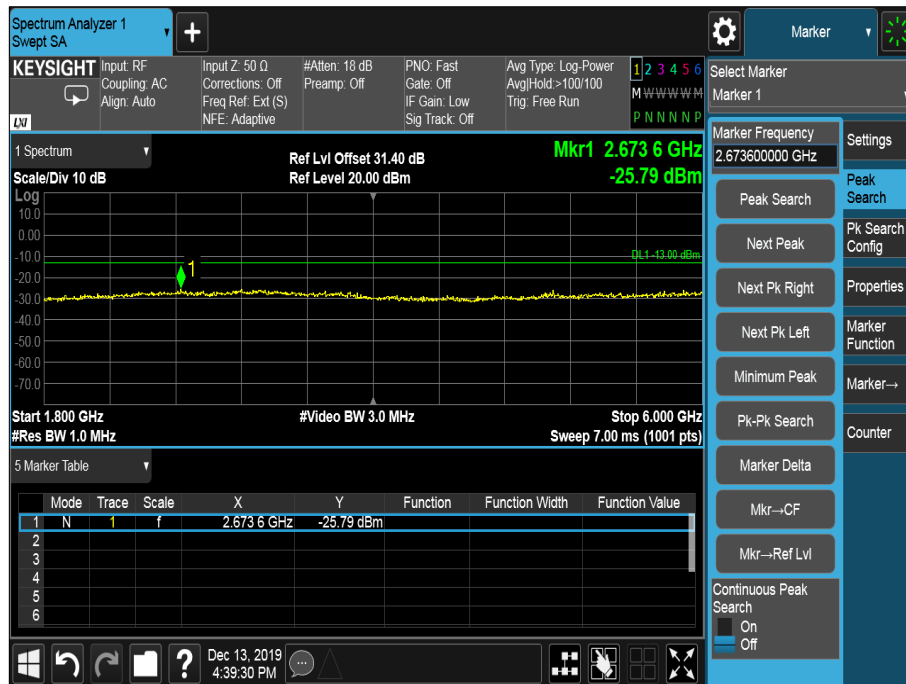 Spectrum Analyzer 1
Swept SA
+
Marker
KEYSIGHT
LXI
Input: RF
Coupling: AC
Align: Auto
Input Z: 50 Ω
Corrections: Off
Freq Ref: Ext (S)
NFE: Adaptive
#Atten: 18 dB
Preamp: Off
PNO: Fast
Gate: Off
IF Gain: Low
Sig Track: Off
Avg Type: Log-Power
Avg|Hold:>100/100
Trig: Free Run
1 2 3 4 5 6
M W W W W M
P N N N N P
Select Marker
Marker 1
1 Spectrum
Scale/Div 10 dB
Log
Ref Lvl Offset 31.40 dB
Ref Level 20.00 dBm
Mkr1 2.673 6 GHz
-25.79 dBm
10.0
0.00
-10.0
-20.0
-30.0
-40.0
-50.0
-60.0
-70.0
DL1 -13.00 dBm
1
Start 1.800 GHz
#Res BW 1.0 MHz
#Video BW 3.0 MHz
Stop 6.000 GHz
Sweep 7.00 ms (1001 pts)
5 Marker Table
Mode Trace Scale X Y Function Function Width Function Value
1 N 1 f 2.673 6 GHz -25.79 dBm
2
3
4
5
6
Marker Frequency
2.673600000 GHz
Peak Search
Next Peak
Next Pk Right
Next Pk Left
Minimum Peak
Pk-Pk Search
Marker Delta
Mkr→CF
Mkr→Ref Lvl
Continuous Peak
Search
On
Off
Settings
Peak
Search
Pk Search
Config
Properties
Marker
Function
Marker→
Counter
?
Dec 13, 2019
4:39:30 PM